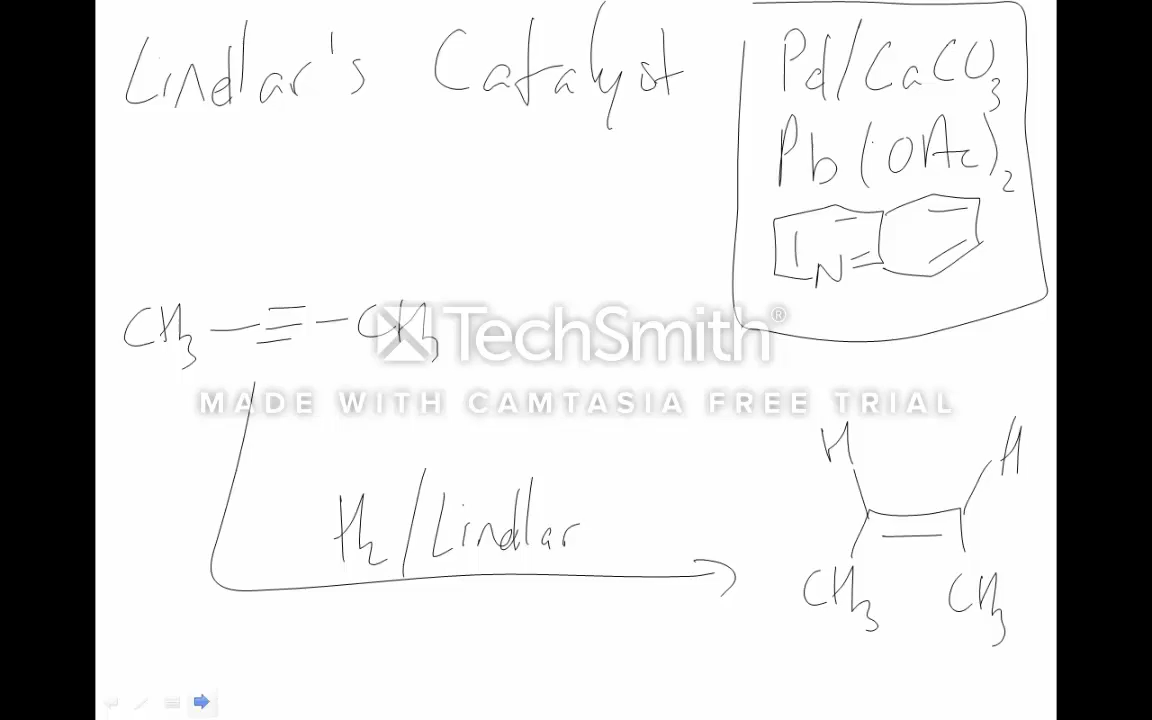 Lindlar's Catalyst
Pd/CaCO3
Pb(OAc)2
N
CH3 — ≡ — CH3
TechSmith®
MADE WITH CAMTASIA FREE TRIAL
H H
H2/Lindlar
CH3 CH3